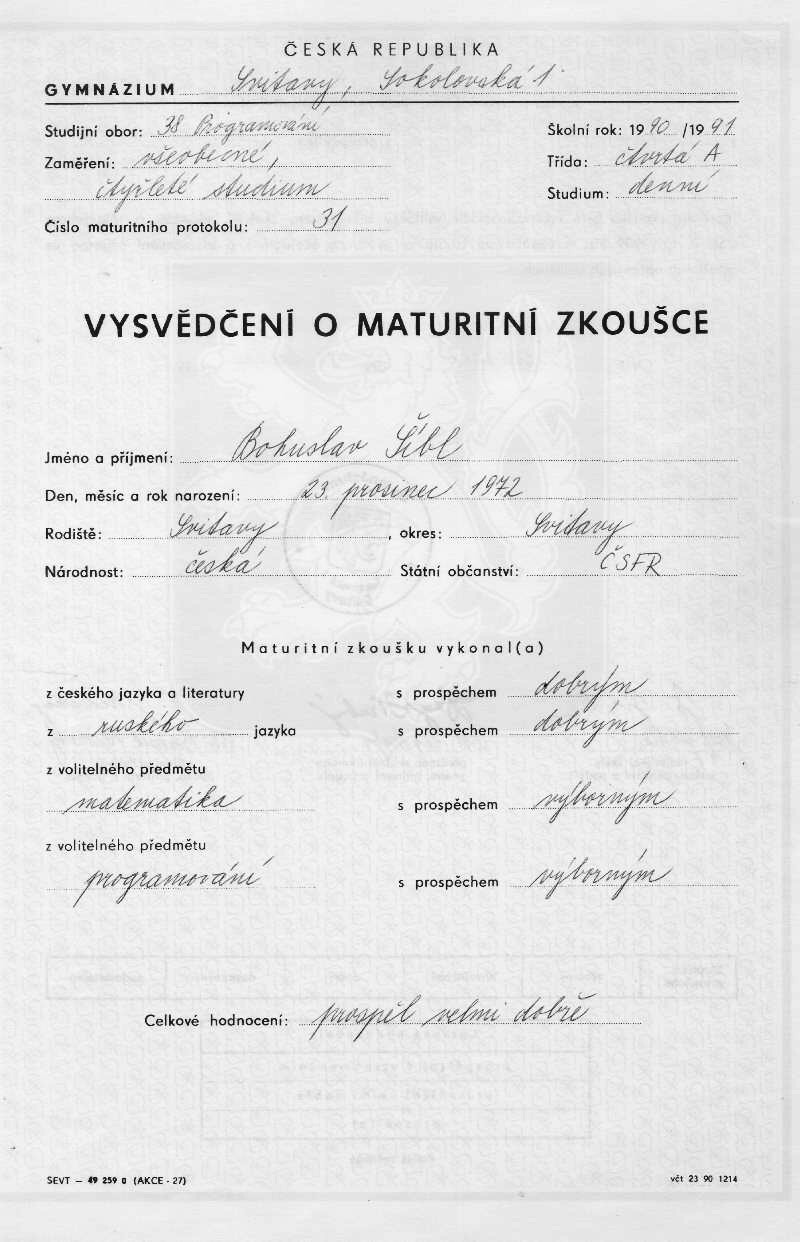 ČESKÁ REPUBLIKA
GYMNÁZIUM Svitavy, Sokolovská 1
Studijní obor: 38 Programování Školní rok: 1990/1991
Zaměření: všeobecné, Třída: čtvrtá A
čtyřleté studium Studium: denní
Číslo maturitního protokolu: 31
VYSVĚDČENÍ O MATURITNÍ ZKOUŠCE
Jméno a příjmení: Bohuslav Šíbl
Den, měsíc a rok narození: 23. prosinec 1972
Rodiště: Svitavy, okres: Svitavy
Národnost: česká Státní občanství: ČSFR
Maturitní zkoušku vykonal(a)
z českého jazyka a literatury s prospěchem dobrým
z ruského jazyka s prospěchem dobrým
z volitelného předmětu
matematika s prospěchem výborným
z volitelného předmětu
programování s prospěchem výborným
Celkové hodnocení: prospěl velmi dobře
SEVT – 49 259 0 (AKCE - 27) včt 23 90 1214